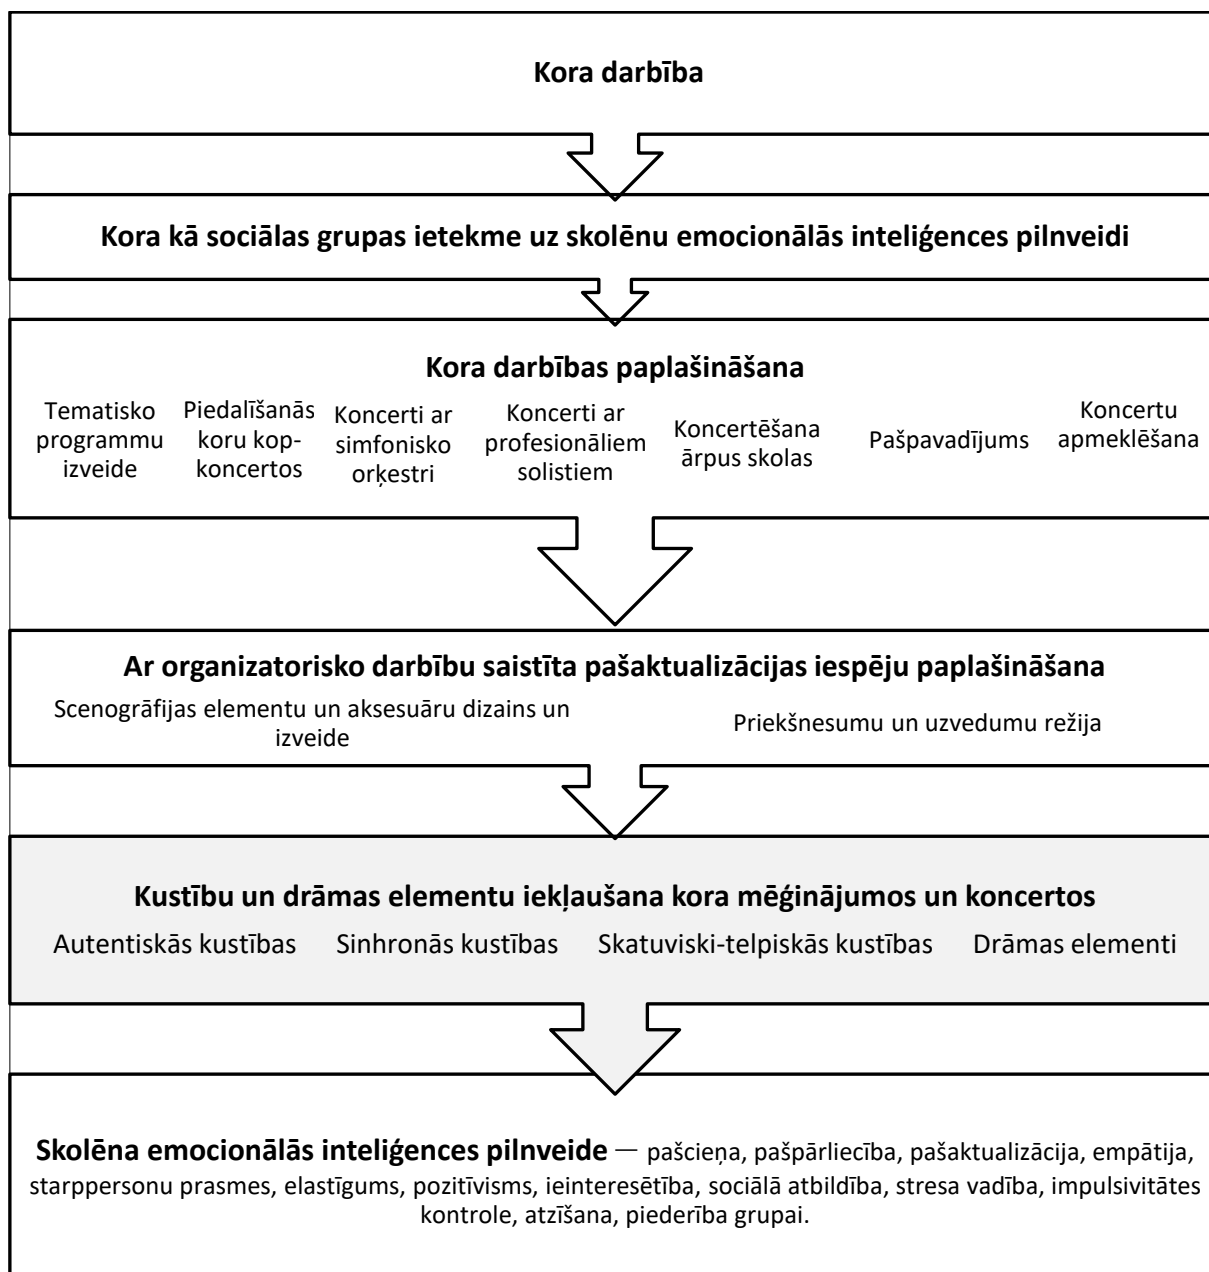 Kora darbība
Kora kā sociālas grupas ietekme uz skolēnu emocionālās inteliģences pilnveidi
Kora darbības paplašināšana
Tematisko
programmu
izveide
Piedalīšanās
koru kop-
koncertos
Koncerti ar
simfonisko
orķestri
Koncerti ar
profesionāliem
solistiem
Koncertēšana
ārpus skolas
Pašpavadījums
Koncertu
apmeklēšana
Ar organizatorisko darbību saistīta pašaktualizācijas iespēju paplašināšana
Scenogrāfijas elementu un aksesuāru dizains un
izveide
Priekšnesumu un uzvedumu režija
Kustību un drāmas elementu iekļaušana kora mēģinājumos un koncertos
Autentiskās kustības
Sinhronās kustības
Skatuviski-telpiskās kustības
Drāmas elementi
Skolēna emocionālās inteliģences pilnveide — pašcieņa, pašpārliecība, pašaktualizācija, empātija,
starppersonu prasmes, elastīgums, pozitīvisms, ieinteresētība, sociālā atbildība, stresa vadība, impulsivitātes
kontrole, atzīšana, piederība grupai.